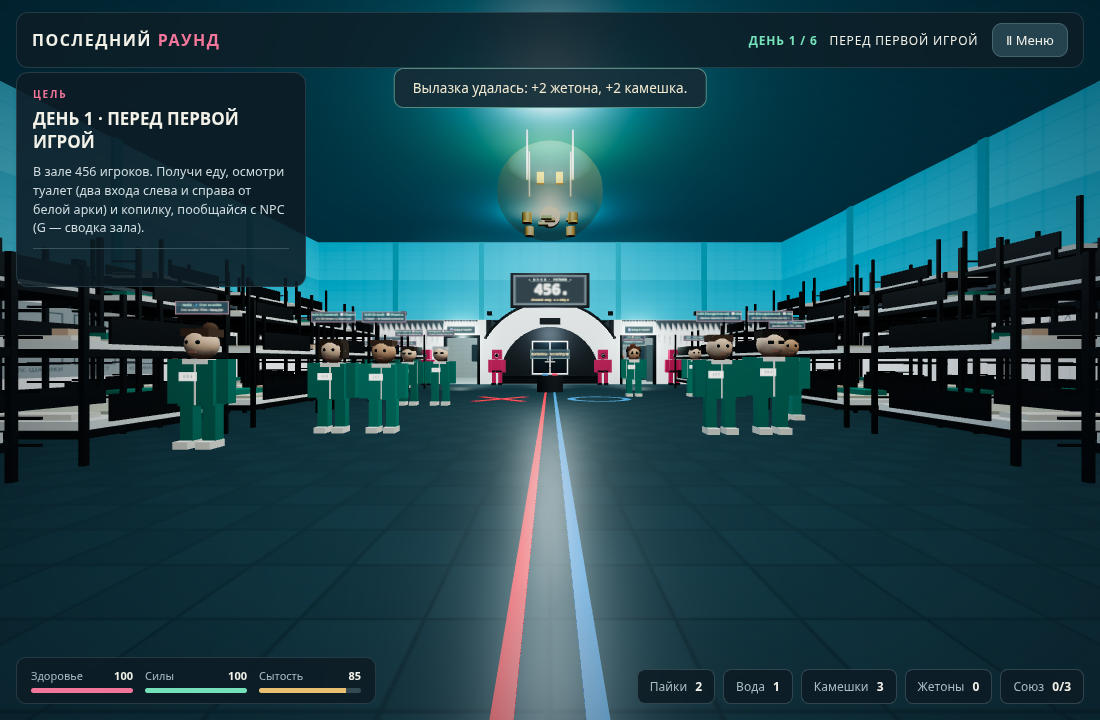 ПОСЛЕДНИЙ РАУНД
ДЕНЬ 1 / 6 ПЕРЕД ПЕРВОЙ ИГРОЙ
Ⅱ Меню
Вылазка удалась: +2 жетона, +2 камешка.
ЦЕЛЬ
ДЕНЬ 1 · ПЕРЕД ПЕРВОЙ
ИГРОЙ
В зале 456 игроков. Получи еду, осмотри
туалет (два входа слева и справа от
белой арки) и копилку, пообщайся с NPC
(G — сводка зала).
456
Здоровье 100
Силы 100
Сытость 85
Пайки 2
Вода 1
Камешки 3
Жетоны 0
Союз 0/3